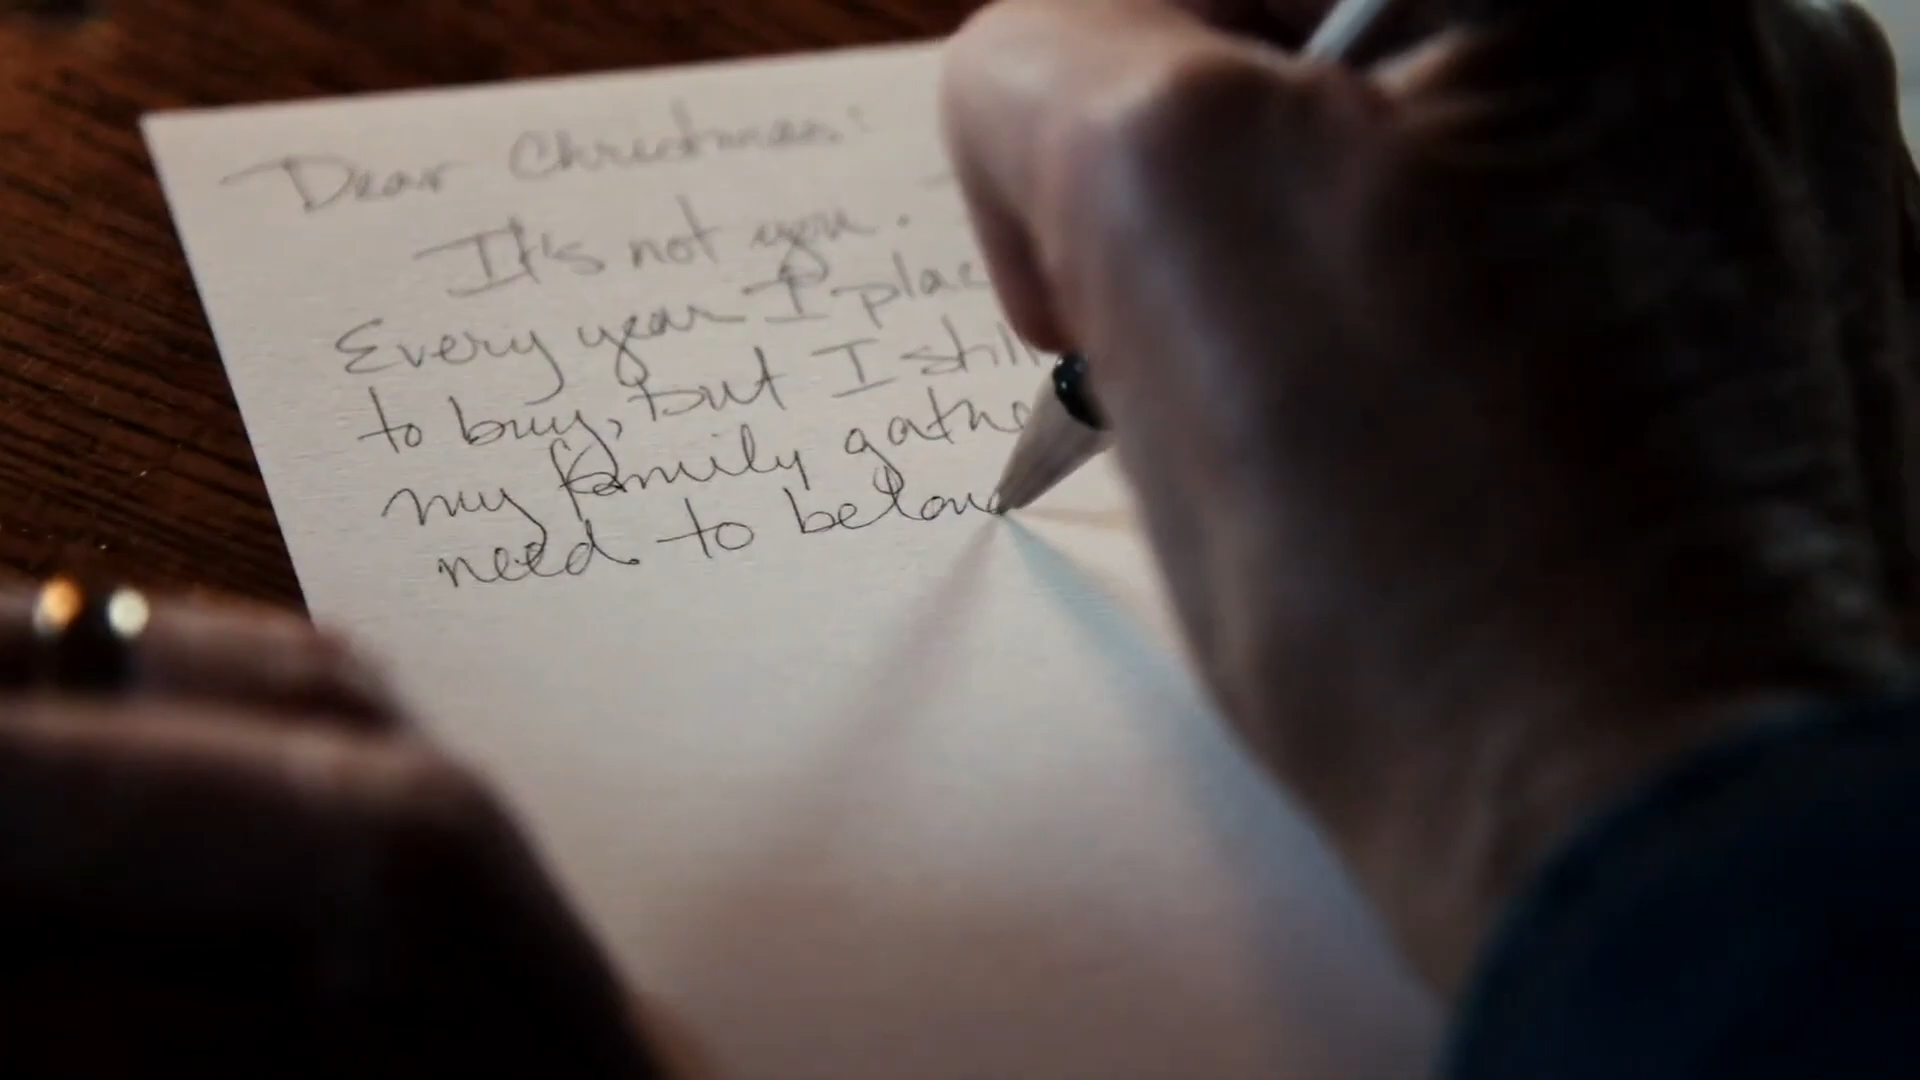 Dear Christmas:
It's not you.
Every year I plac
to buy, but I still
my family gathe
need to belon